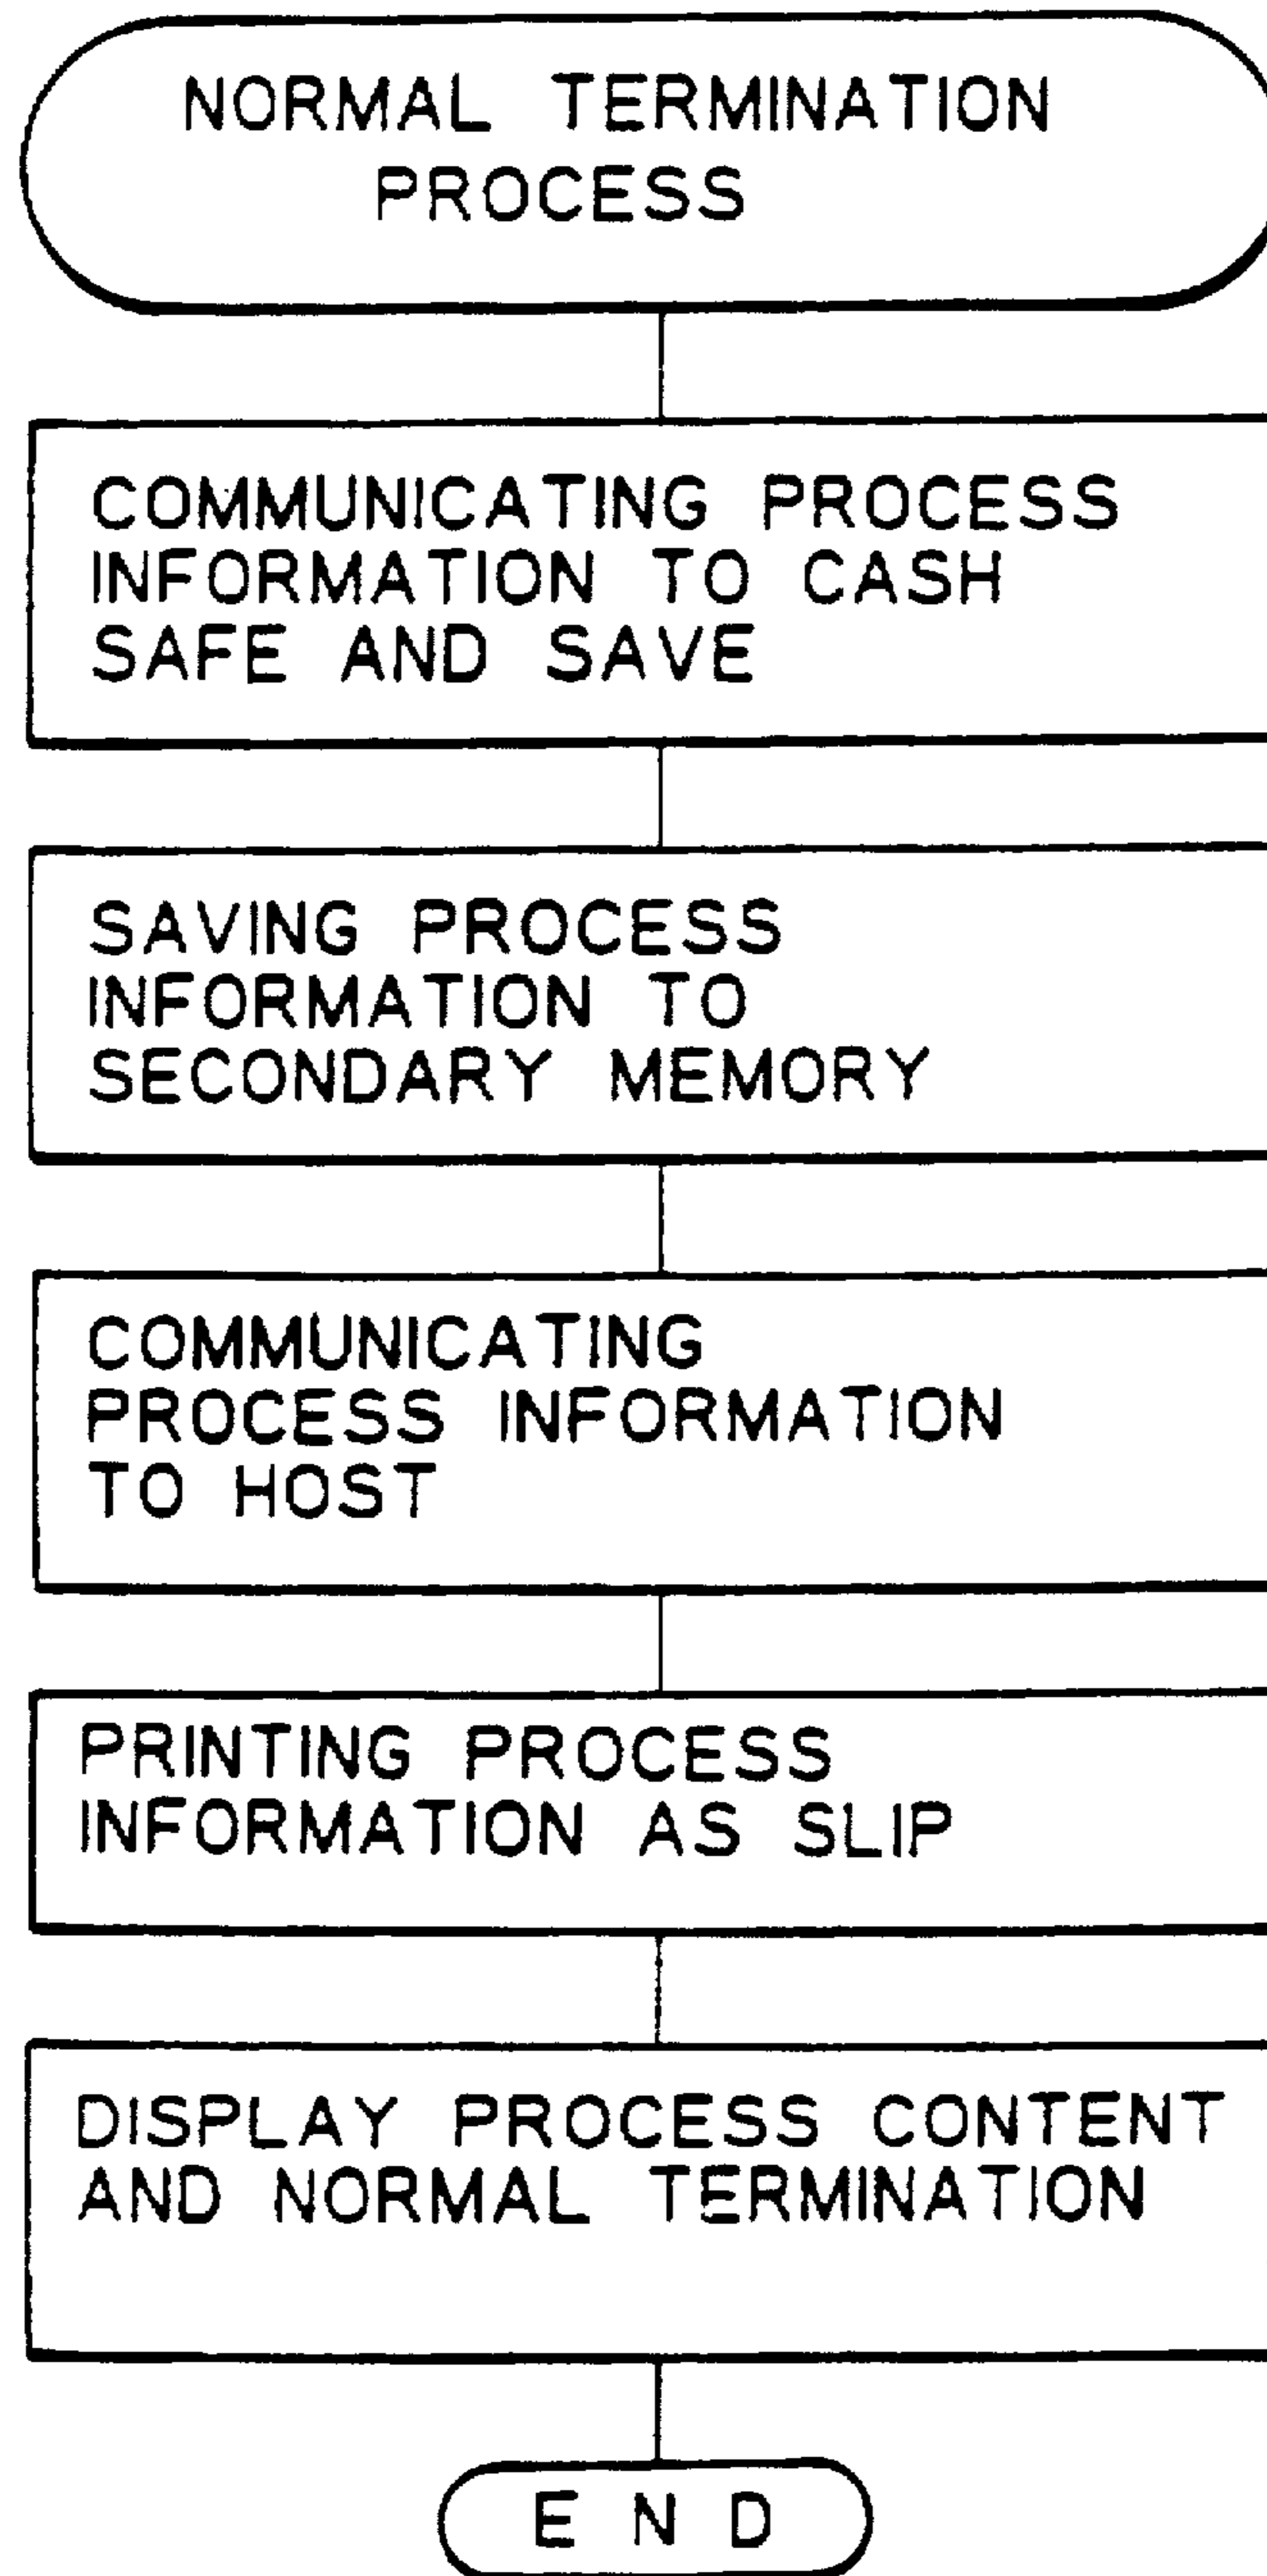 NORMAL TERMINATION
PROCESS
COMMUNICATING PROCESS
INFORMATION TO CASH
SAFE AND SAVE
SAVING PROCESS
INFORMATION TO
SECONDARY MEMORY
COMMUNICATING
PROCESS INFORMATION
TO HOST
PRINTING PROCESS
INFORMATION AS SLIP
DISPLAY PROCESS CONTENT
AND NORMAL TERMINATION
END